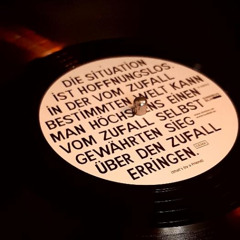 DIE SITUATION
IST HOFFNUNGSLOS.
IN DER VOM ZUFALL
BESTIMMTEN WELT KANN
MAN HÖCHSTENS EINEN
VOM ZUFALL SELBST
GEWÄHRTEN SIEG
ÜBER DEN ZUFALL
ERRINGEN.